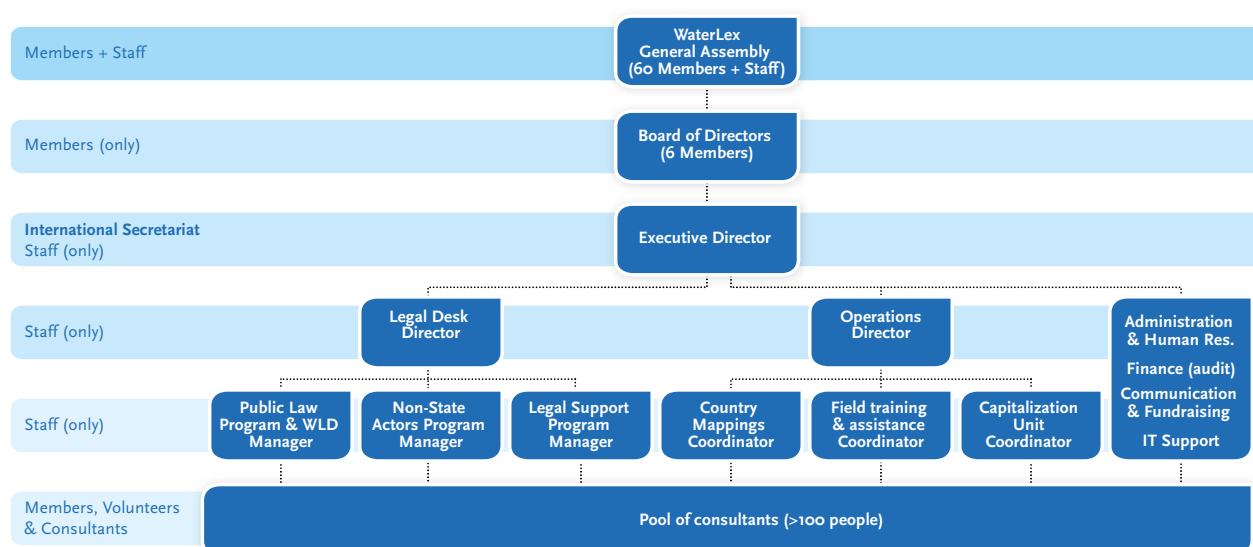 Members + Staff
WaterLex
General Assembly
(60 Members + Staff)
Members (only)
Board of Directors
(6 Members)
International Secretariat
Staff (only)
Executive Director
Staff (only)
Legal Desk
Director
Operations
Director
Administration
& Human Res.
Finance (audit)
Communication
& Fundraising
IT Support
Staff (only)
Public Law
Program & WLD
Manager
Non-State
Actors Program
Manager
Legal Support
Program
Manager
Country
Mappings
Coordinator
Field training
& assistance
Coordinator
Capitalization
Unit
Coordinator
Members, Volunteers
& Consultants
Pool of consultants (>100 people)